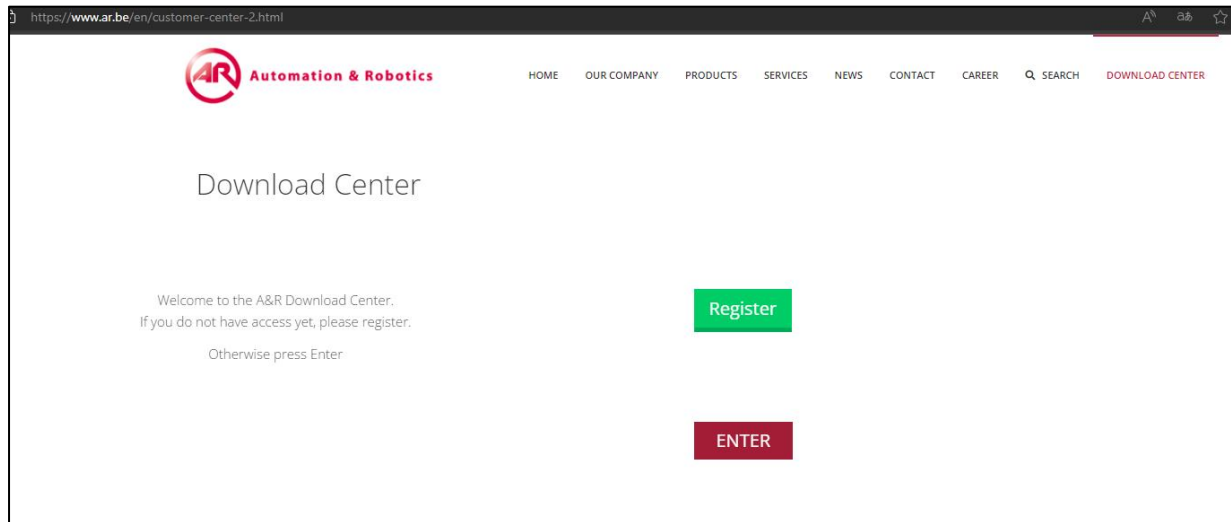 https://www.ar.be/en/customer-center-2.html
AR Automation & Robotics
HOME OUR COMPANY PRODUCTS SERVICES NEWS CONTACT CAREER SEARCH DOWNLOAD CENTER
Download Center
Welcome to the A&R Download Center.
If you do not have access yet, please register.
Otherwise press Enter
Register
ENTER